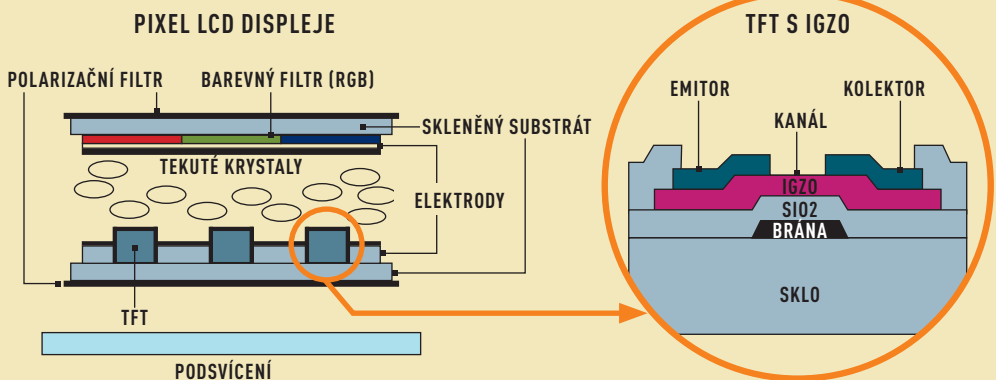 PIXEL LCD DISPLEJE
POLARIZAČNÍ FILTR
BAREVNÝ FILTR (RGB)
SKLENĚNÝ SUBSTRÁT
TEKUTÉ KRYSTALY
ELEKTRODY
TFT
PODSVÍCENÍ
TFT S IGZO
EMITOR
KOLEKTOR
KANÁL
IGZO
SIO2
BRÁNA
SKLO